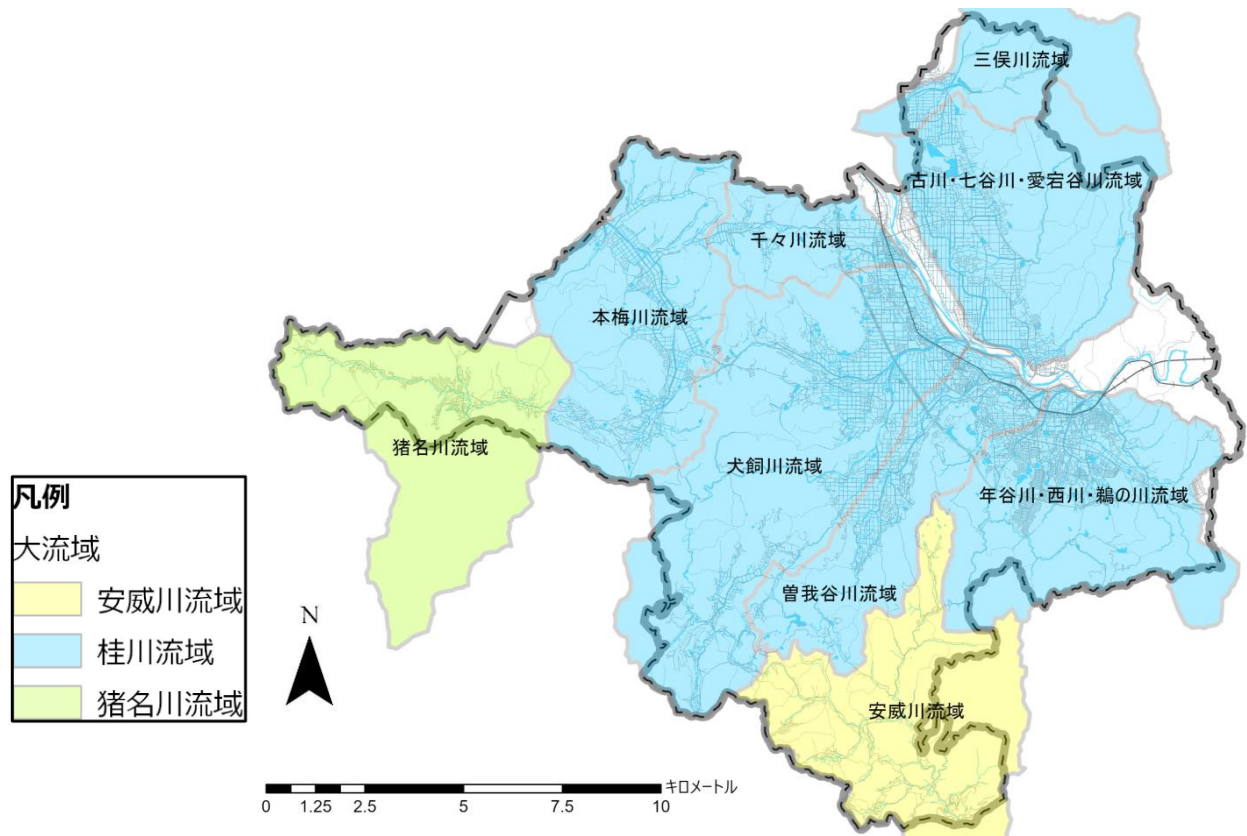 三俣川流域
古川・七谷川・愛宕谷川流域
千々川流域
本梅川流域
猪名川流域
犬飼川流域
年谷川・西川・鵜の川流域
曽我谷川流域
安威川流域
凡例
大流域
安威川流域
桂川流域
猪名川流域
N
キロメートル
0 1.25 2.5 5 7.5 10